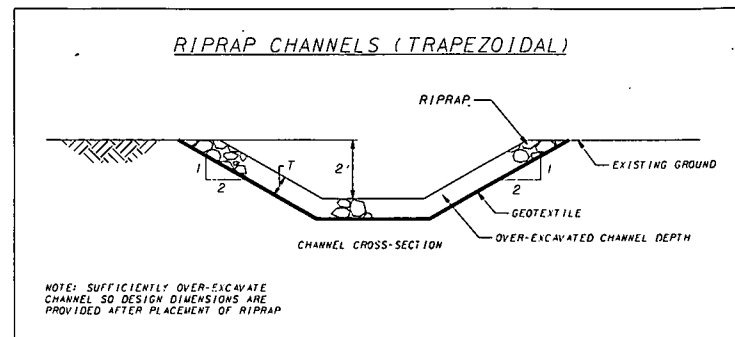 RIPRAP CHANNELS (TRAPEZOIDAL)
RIPRAP
T
2'
1
2
1
2
EXISTING GROUND
GEOTEXTILE
OVER-EXCAVATED CHANNEL DEPTH
CHANNEL CROSS-SECTION
NOTE: SUFFICIENTLY OVER-EXCAVATE
CHANNEL SO DESIGN DIMENSIONS ARE
PROVIDED AFTER PLACEMENT OF RIPRAP